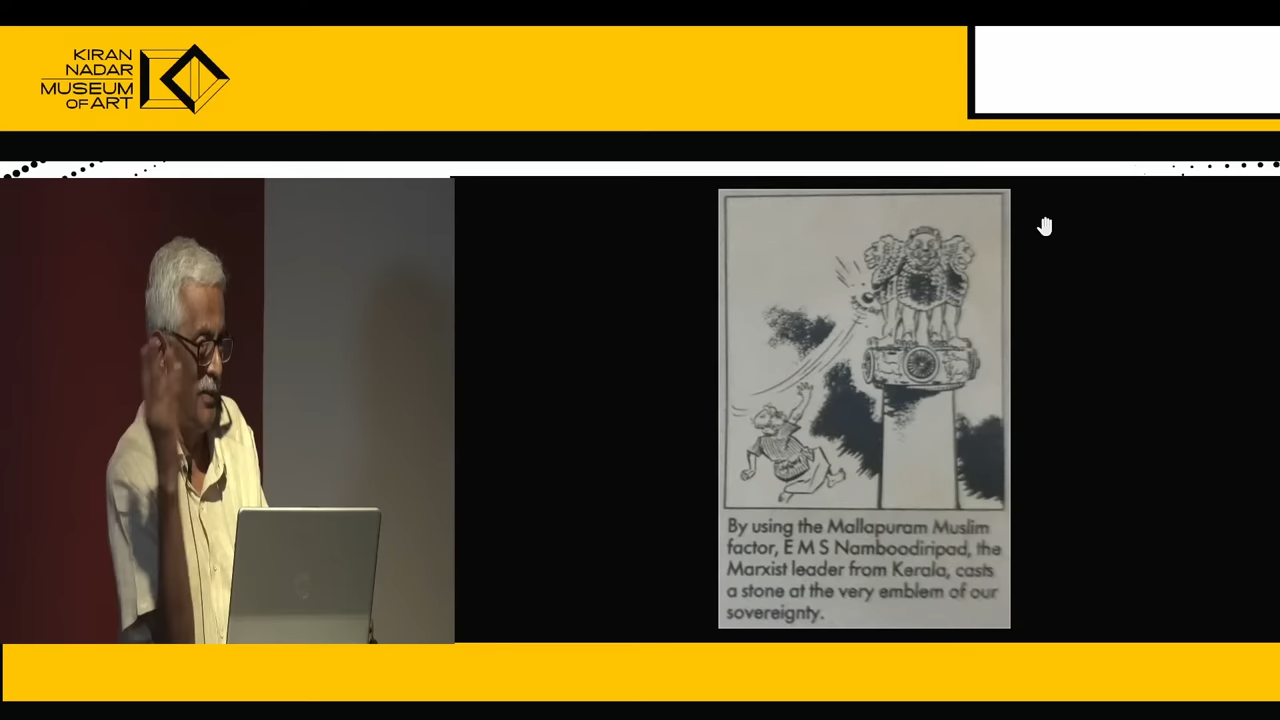 KIRAN
NADAR
MUSEUM
OF ART
By using the Mallapuram Muslim
factor, E M S Namboodiripad, the
Marxist leader from Kerala, casts
a stone at the very emblem of our
sovereignty.